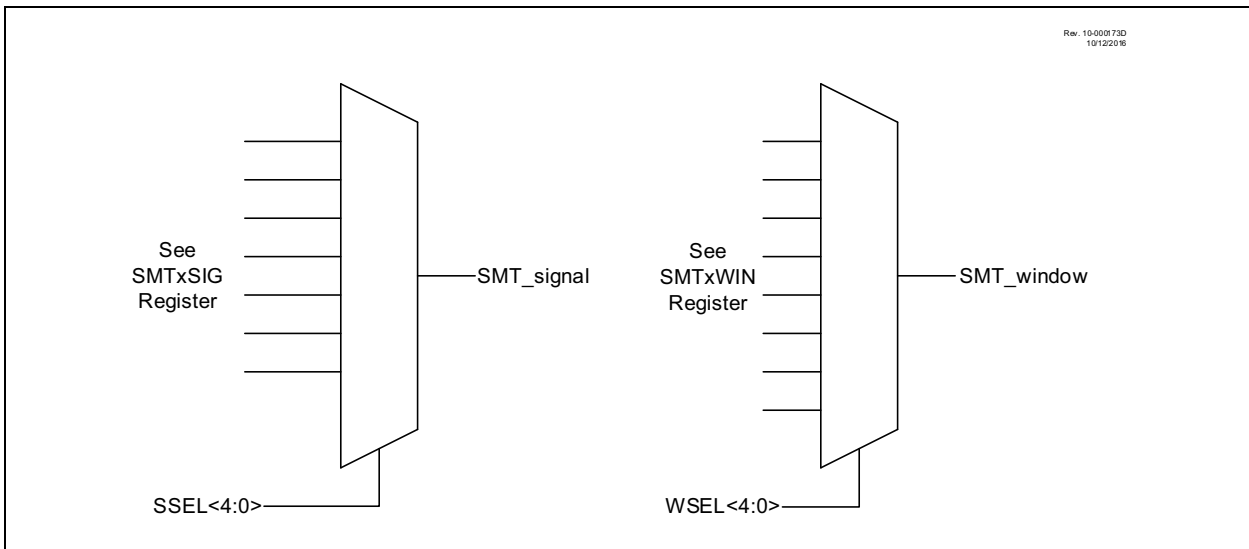 Rev. 10-000173D
10/12/2016
See
SMTxSIG
Register
SMT_signal
SSEL<4:0>
See
SMTxWIN
Register
SMT_window
WSEL<4:0>